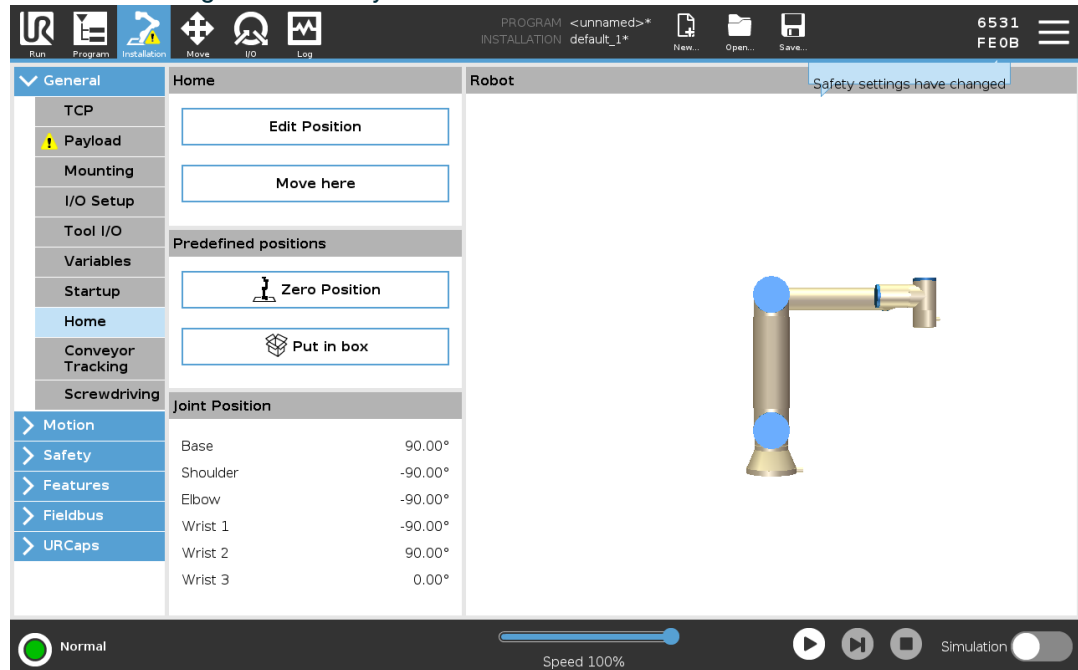 UR
Run
Program
Installation
Move
I/O
Log
PROGRAM <unnamed>*
INSTALLATION default_1*
New...
Open...
Save...
6531
FE0B
General
TCP
Payload
Mounting
I/O Setup
Tool I/O
Variables
Startup
Home
Conveyor
Tracking
Screwdriving
Motion
Safety
Features
Fieldbus
URCaps
Home
Edit Position
Move here
Predefined positions
Zero Position
Put in box
Joint Position
Base 90.00°
Shoulder -90.00°
Elbow -90.00°
Wrist 1 -90.00°
Wrist 2 90.00°
Wrist 3 0.00°
Robot
Safety settings have changed
Normal
Speed 100%
Simulation